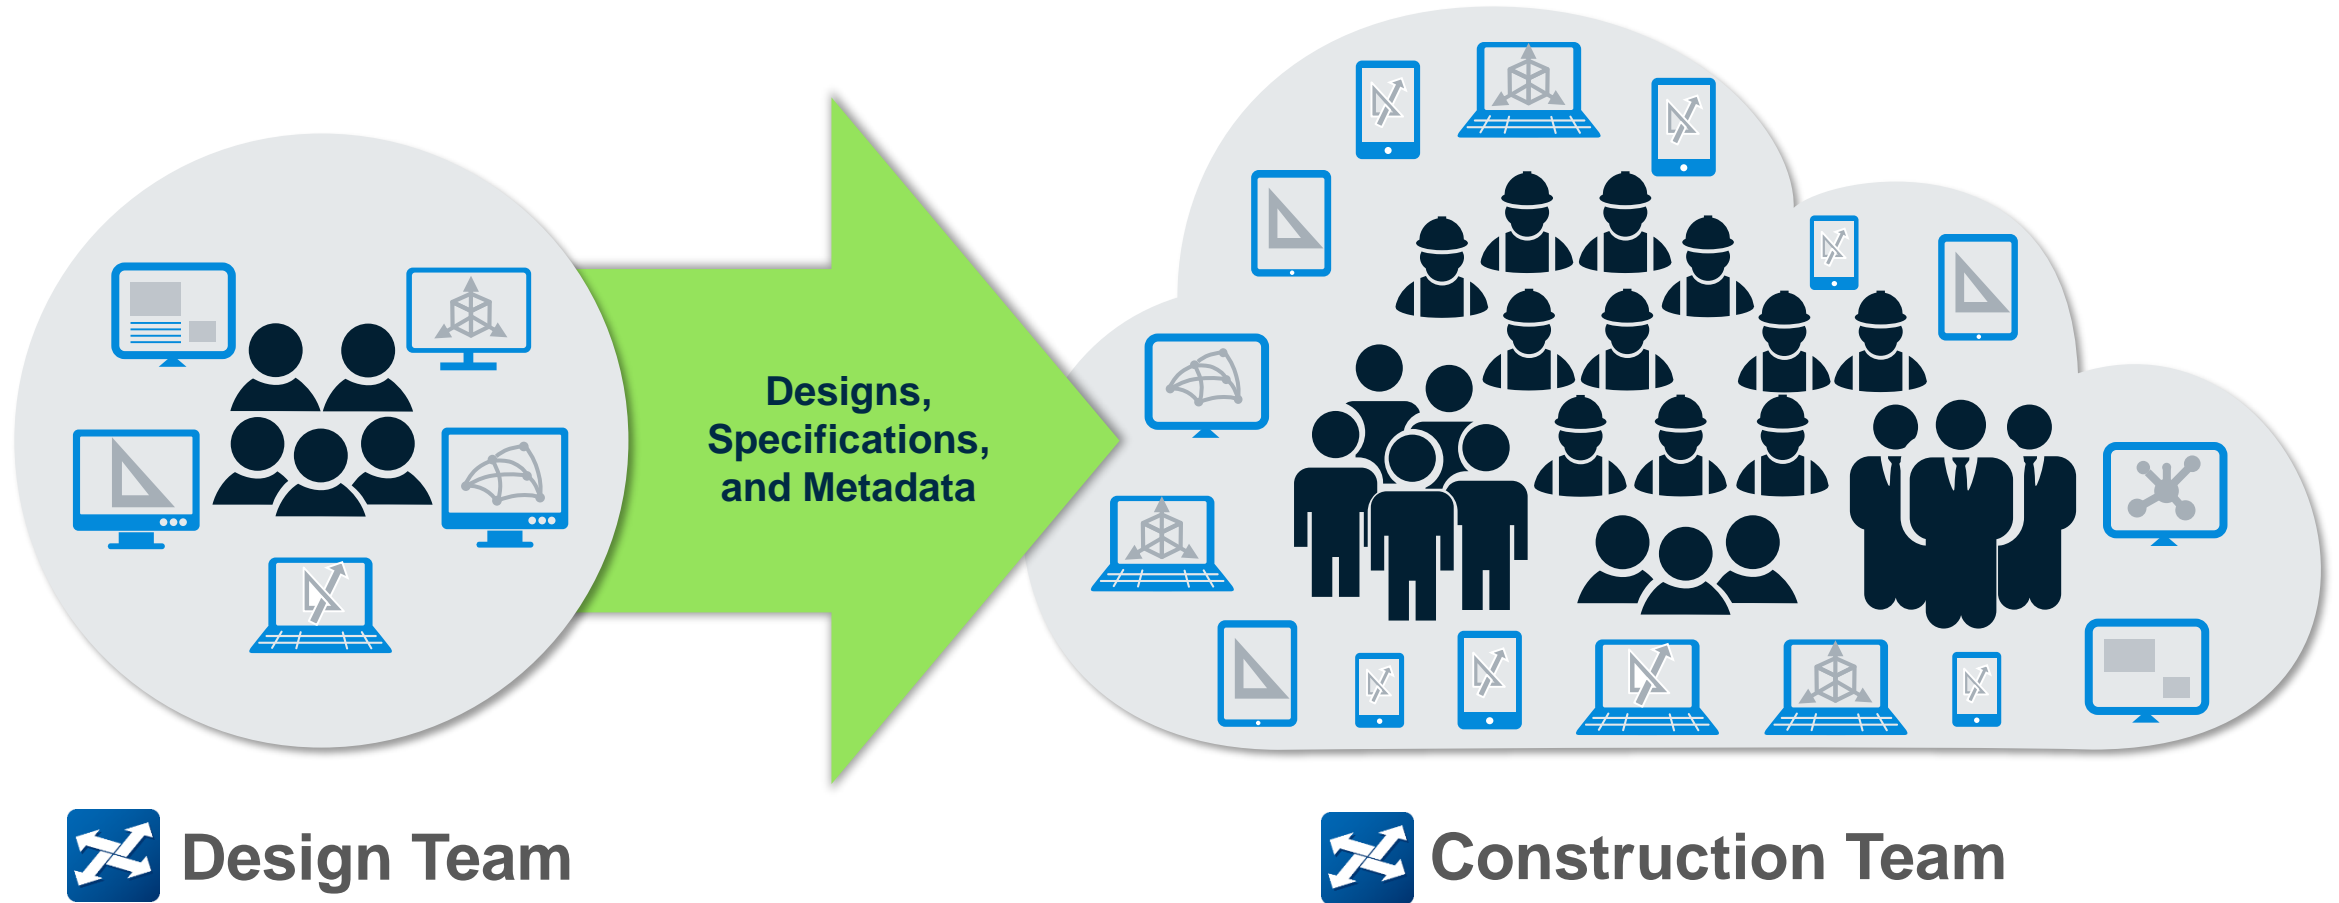 Designs,
Specifications,
and Metadata
Design Team
Construction Team